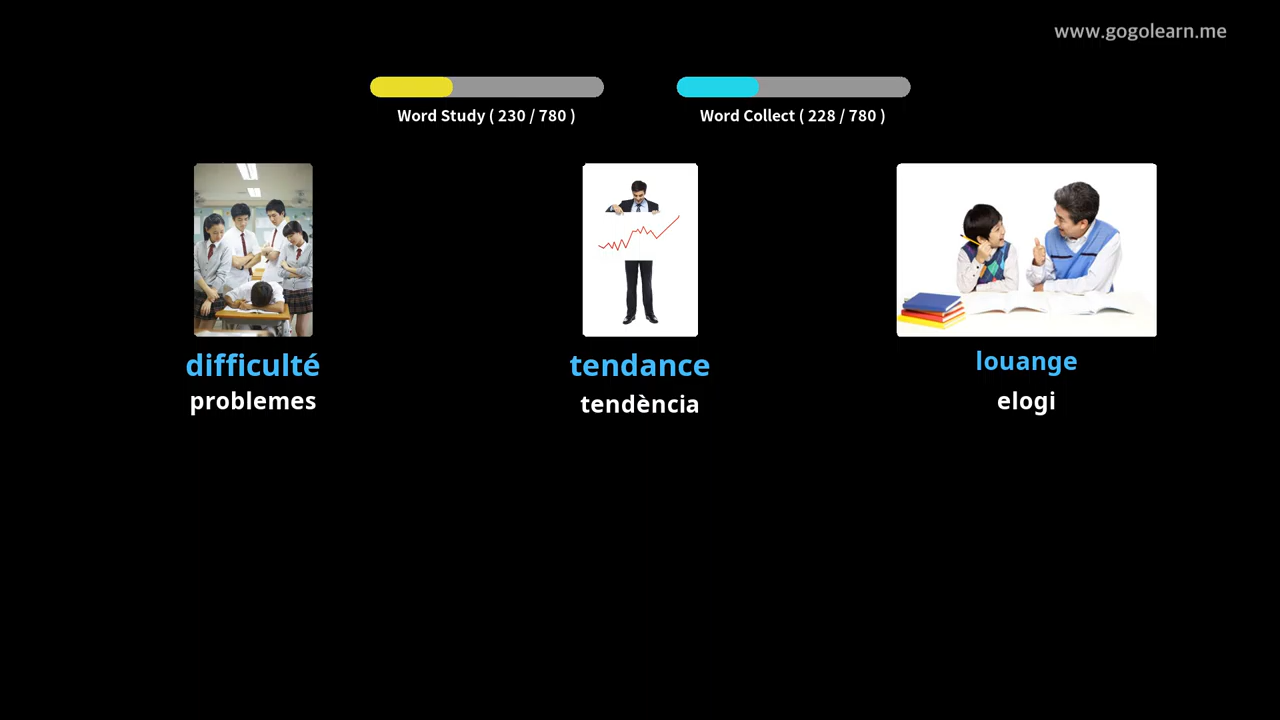 www.gogolearn.me
Word Study ( 230 / 780 )
Word Collect ( 228 / 780 )
difficulté
problemes
tendance
tendència
louange
elogi